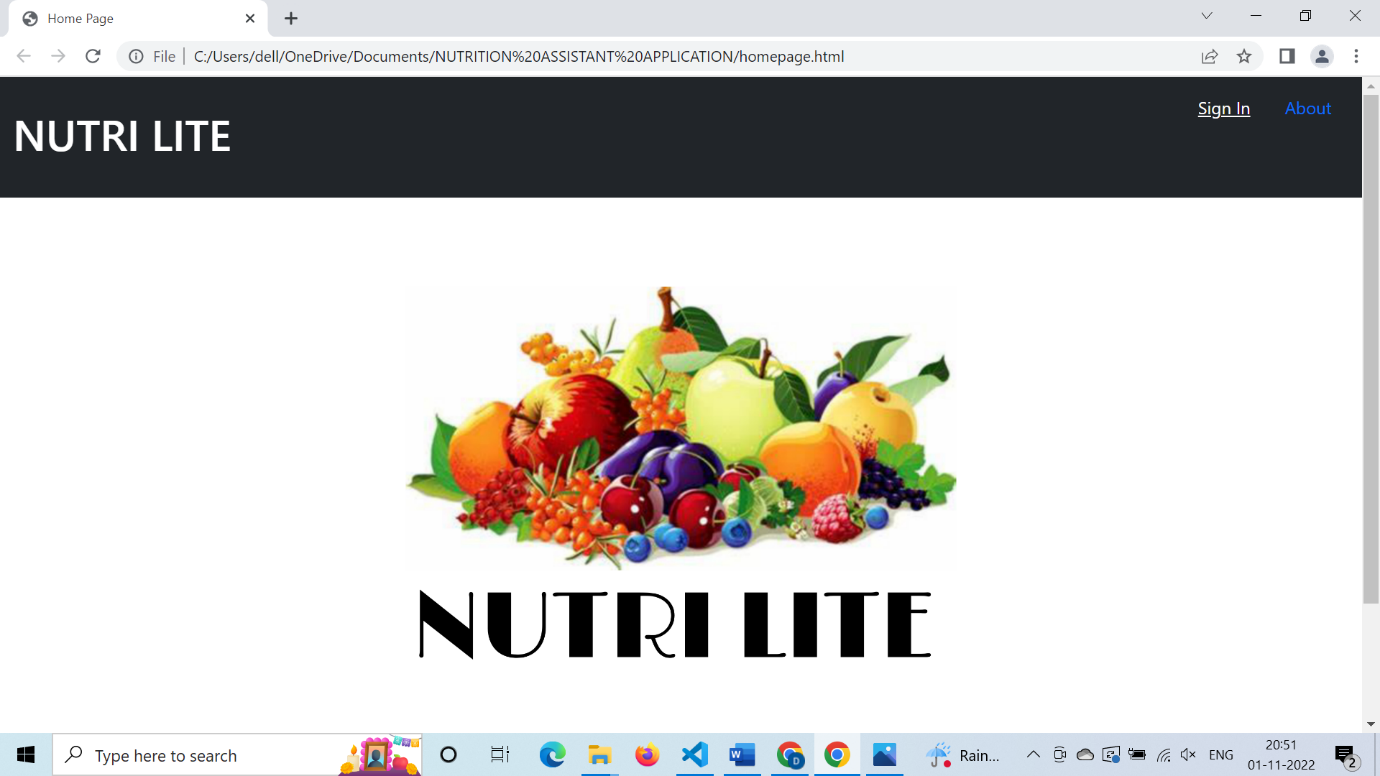 Home Page
File | C:/Users/dell/OneDrive/Documents/NUTRITION%20ASSISTANT%20APPLICATION/homepage.html
Sign In About
NUTRI LITE
NUTRI LITE
Type here to search
Rain... ENG 20:51
01-11-2022
2